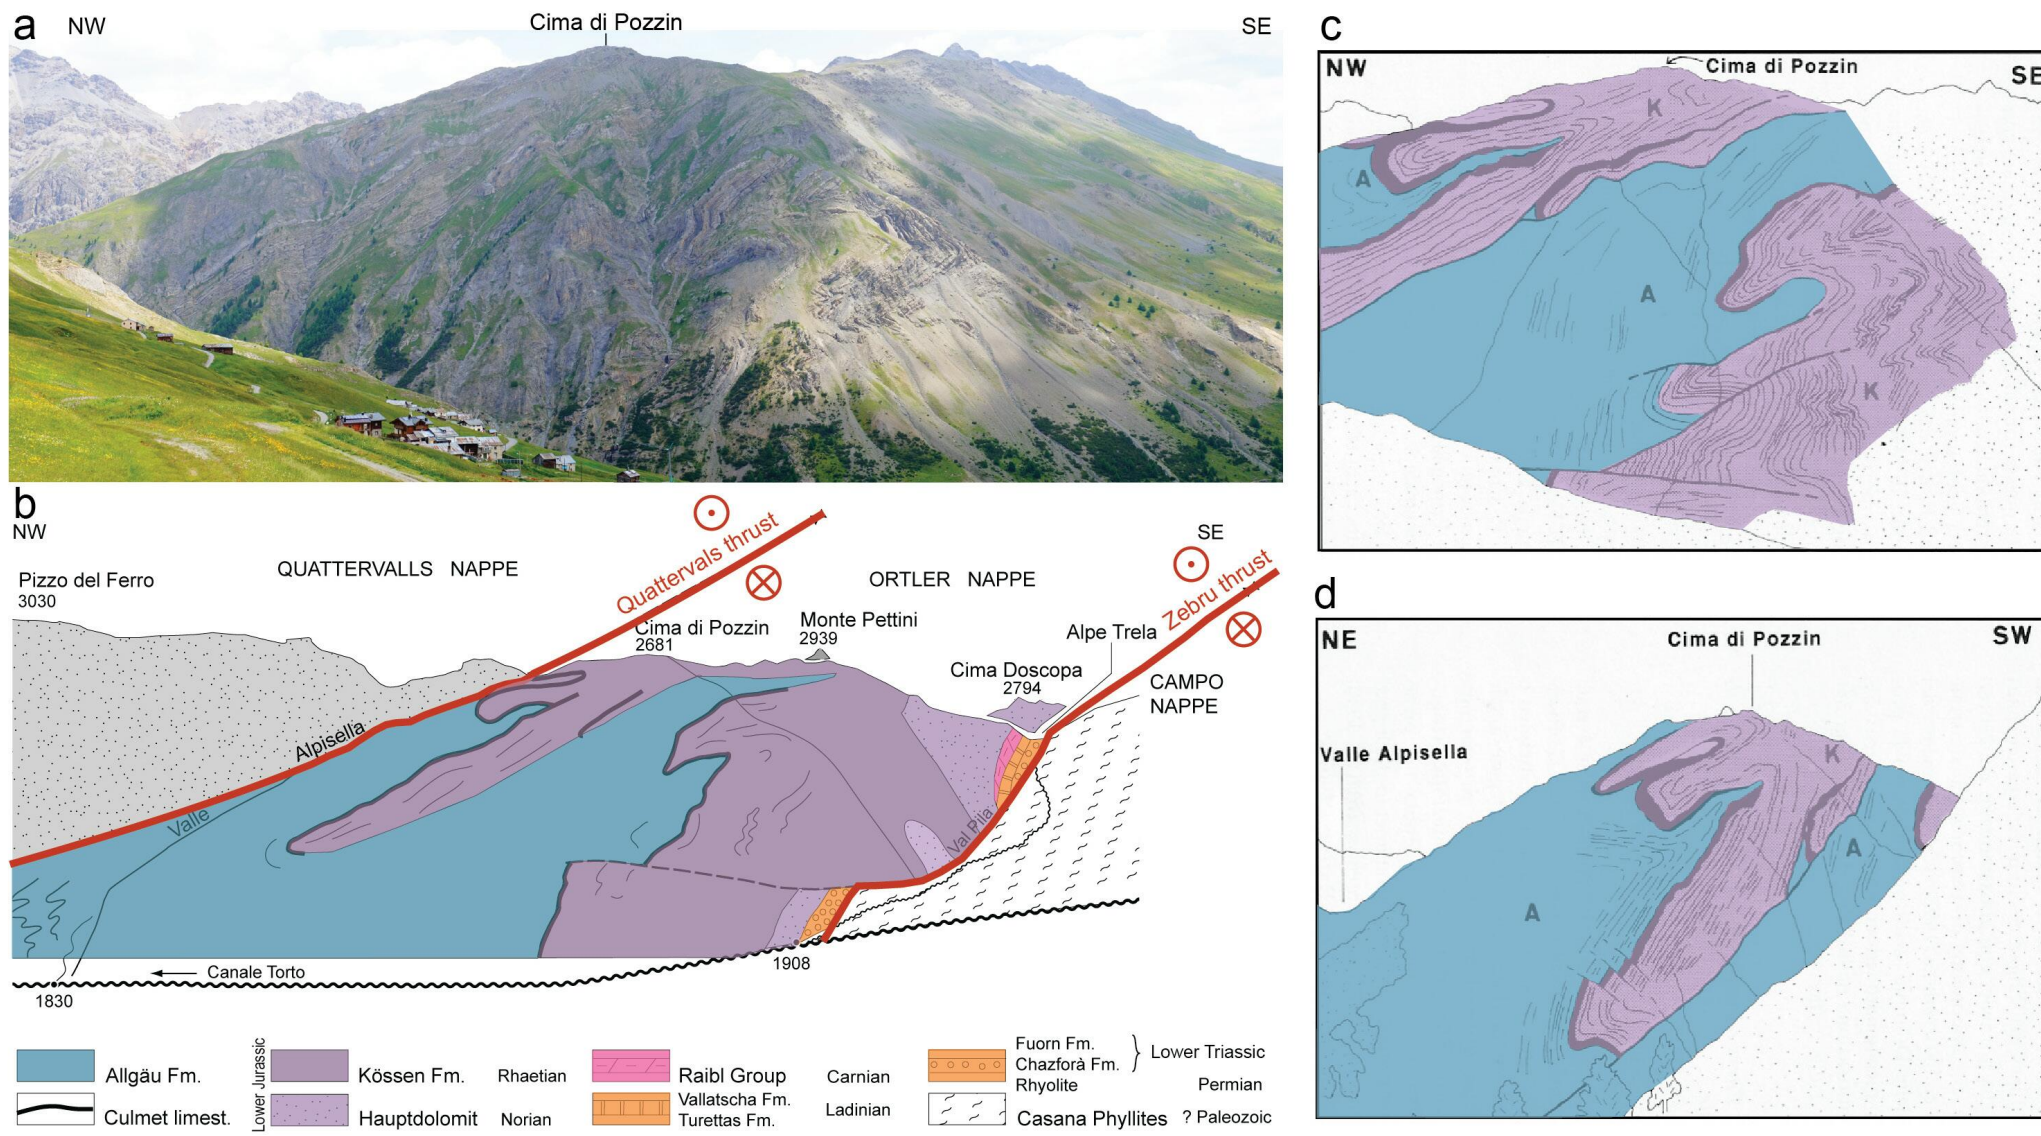 a
NW
Cima di Pozzin
SE
b
NW
QUATTERVALLS NAPPE
Quattervals thrust
ORTLER NAPPE
SE
Zebru thrust
Pizzo del Ferro
3030
Cima di Pozzin
2681
Monte Pettini
2939
Alpe Trela
Cima Doscopa
2794
CAMPO
NAPPE
Alpisella
Valle
Val Pila
Canale Torto
1830
1908
Allgäu Fm.
Culmet limest.
Lower Jurassic
Kössen Fm. Rhaetian
Hauptdolomit Norian
Raibl Group Carnian
Vallatscha Fm.
Turettas Fm.
Ladinian
Fuorn Fm.
Chazforà Fm.
Rhyolite
Lower Triassic
Permian
Casana Phyllites ? Paleozoic
c
NW
Cima di Pozzin
SE
K
A
A
K
d
NE
Cima di Pozzin
SW
Valle Alpisella
K
A
A